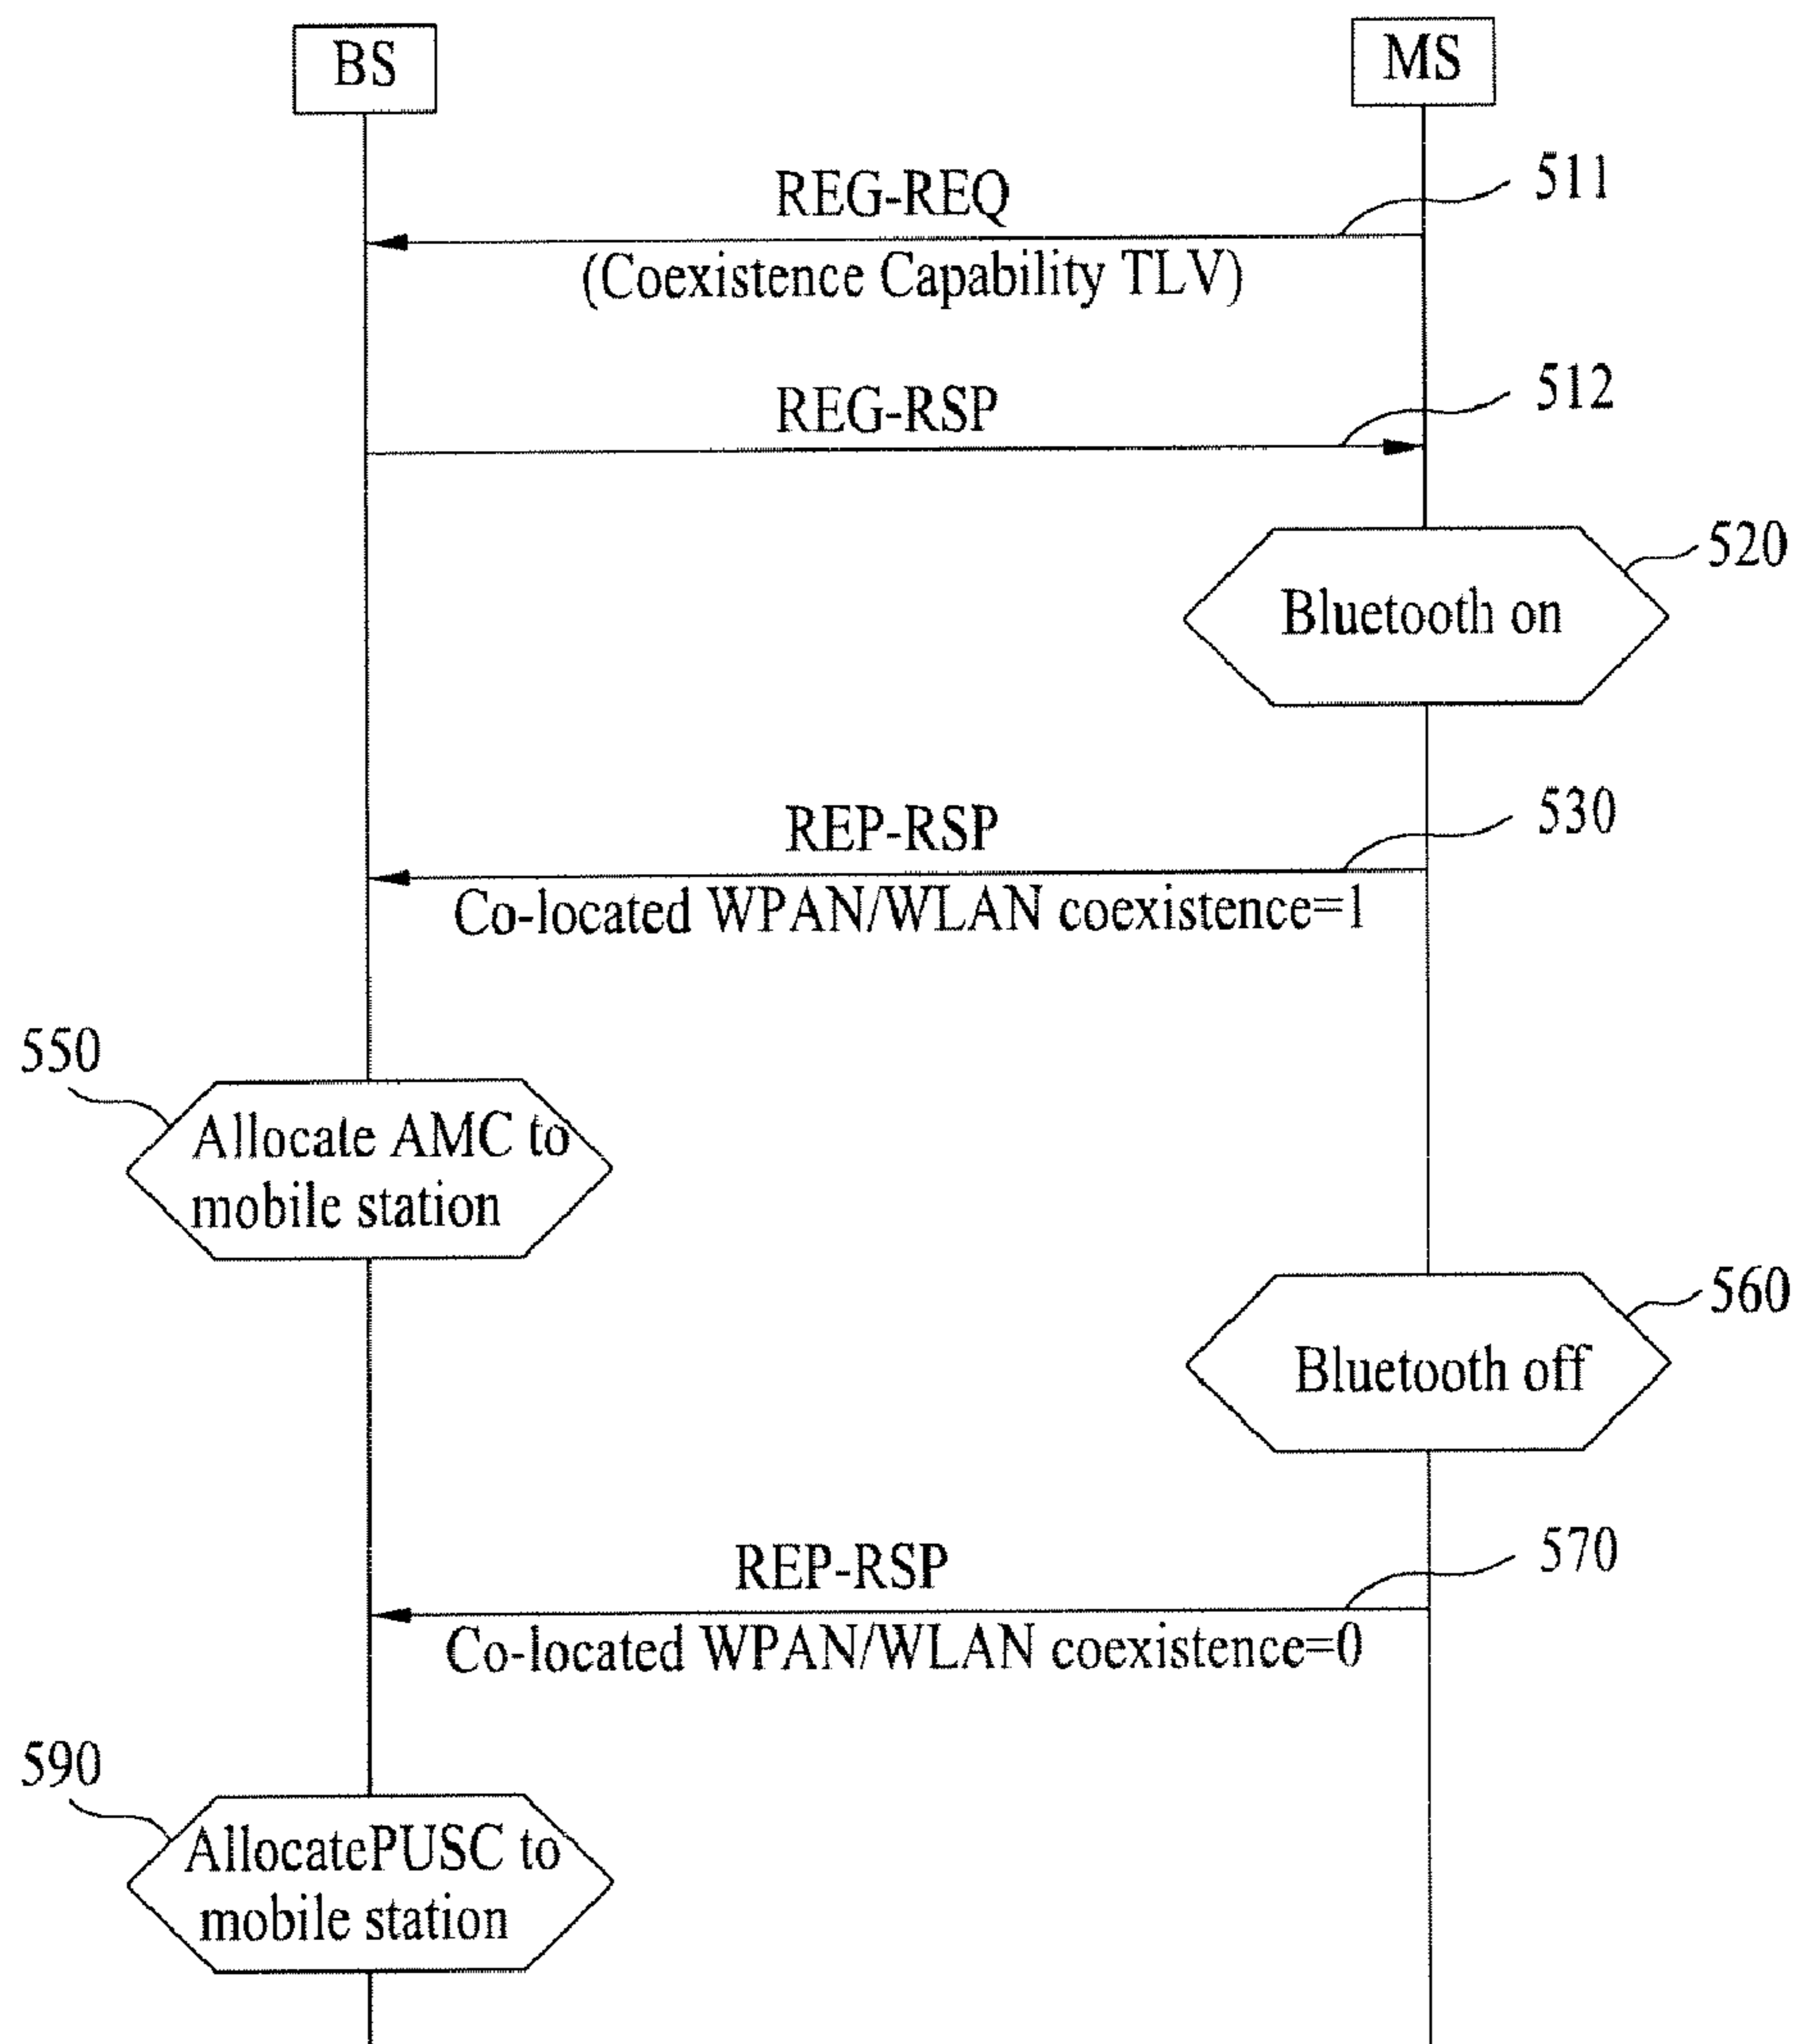 BS
MS
REG-REQ
511
(Coexistence Capability TLV)
REG-RSP
512
Bluetooth on
520
REP-RSP
530
Co-located WPAN/WLAN coexistence=1
550
Allocate AMC to
mobile station
Bluetooth off
560
REP-RSP
570
Co-located WPAN/WLAN coexistence=0
590
AllocatePUSC to
mobile station